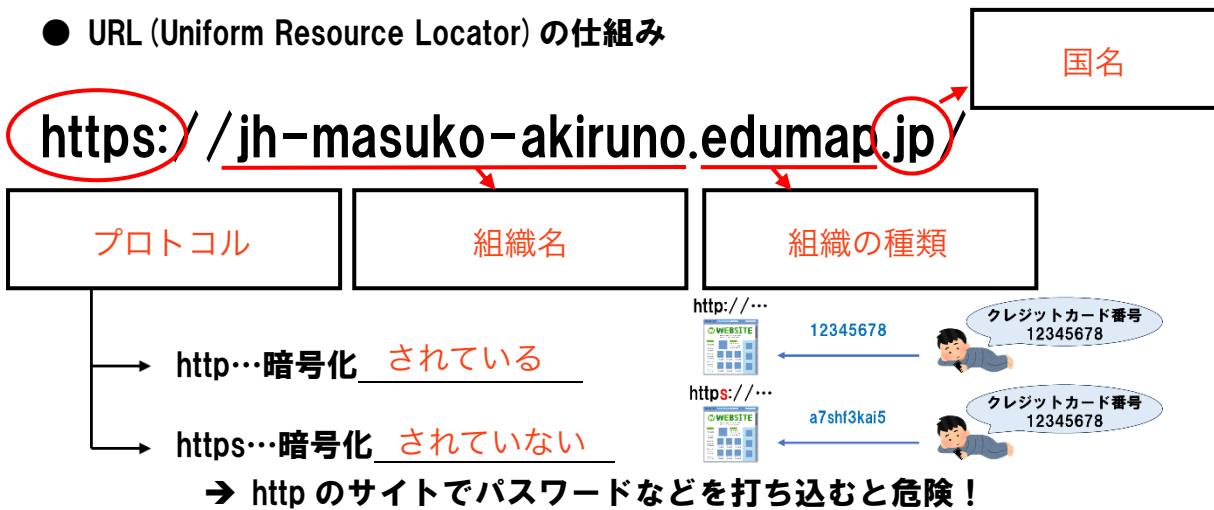 ● URL(Uniform Resource Locator)の仕組み
国名
https://jh-masuko-akiruno.edumap.jp/
プロトコル
組織名
組織の種類
http://…
WEBSITE
12345678
クレジットカード番号
12345678
http…暗号化 されている
https://…
WEBSITE
a7shf3kai5
クレジットカード番号
12345678
https…暗号化 されていない
➔ http のサイトでパスワードなどを打ち込むと危険！